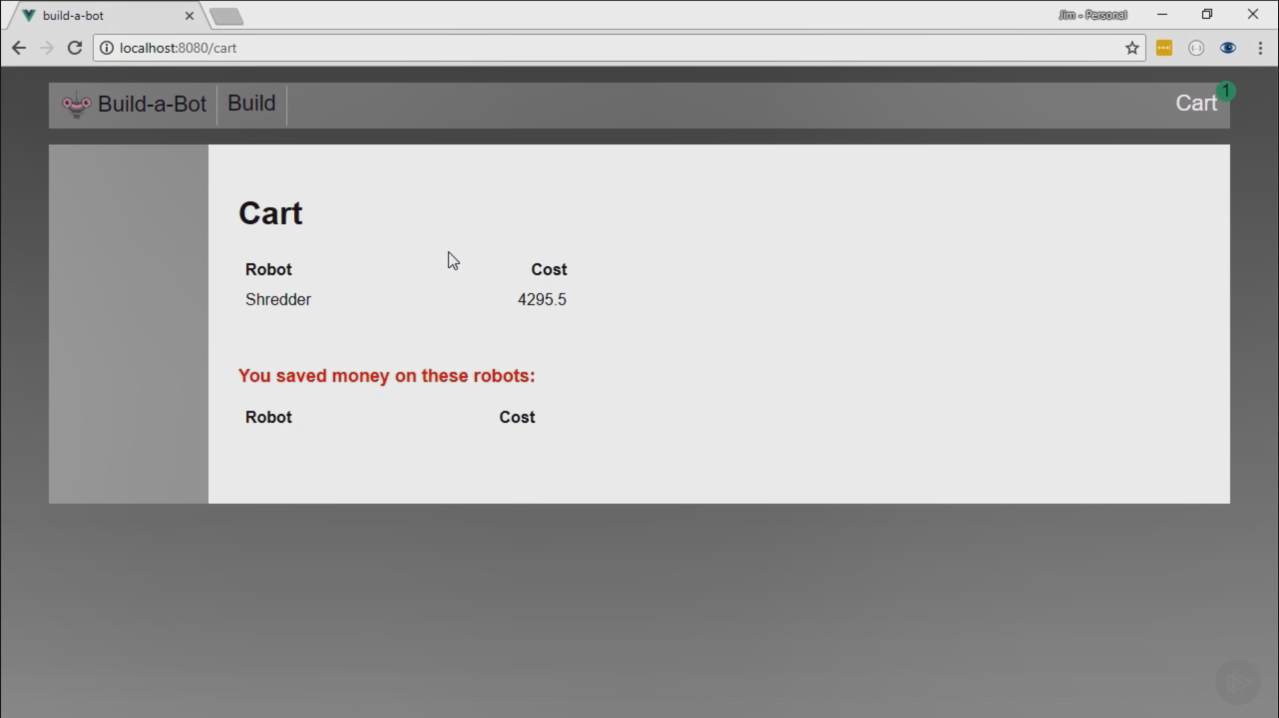 build-a-bot
Jim - Personal
localhost:8080/cart
Build-a-Bot Build Cart 1
Cart
Robot Cost
Shredder 4295.5
You saved money on these robots:
Robot Cost